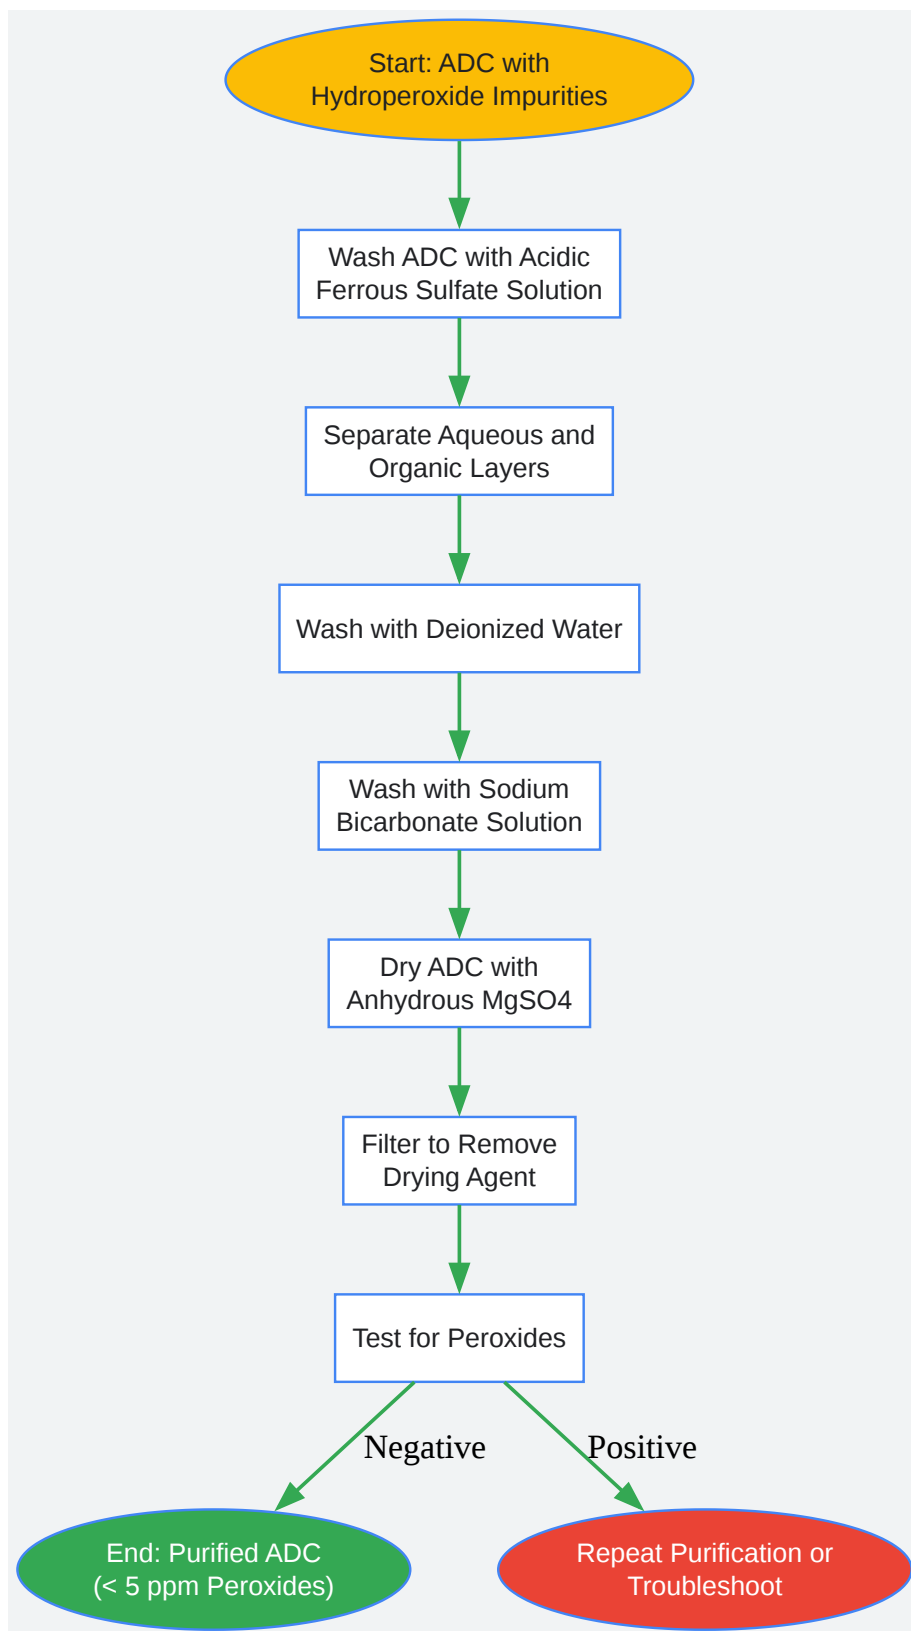 Start: ADC with
Hydroperoxide Impurities
Wash ADC with Acidic
Ferrous Sulfate Solution
Separate Aqueous and
Organic Layers
Wash with Deionized Water
Wash with Sodium
Bicarbonate Solution
Dry ADC with
Anhydrous MgSO4
Filter to Remove
Drying Agent
Test for Peroxides
Negative
Positive
End: Purified ADC
(< 5 ppm Peroxides)
Repeat Purification or
Troubleshoot